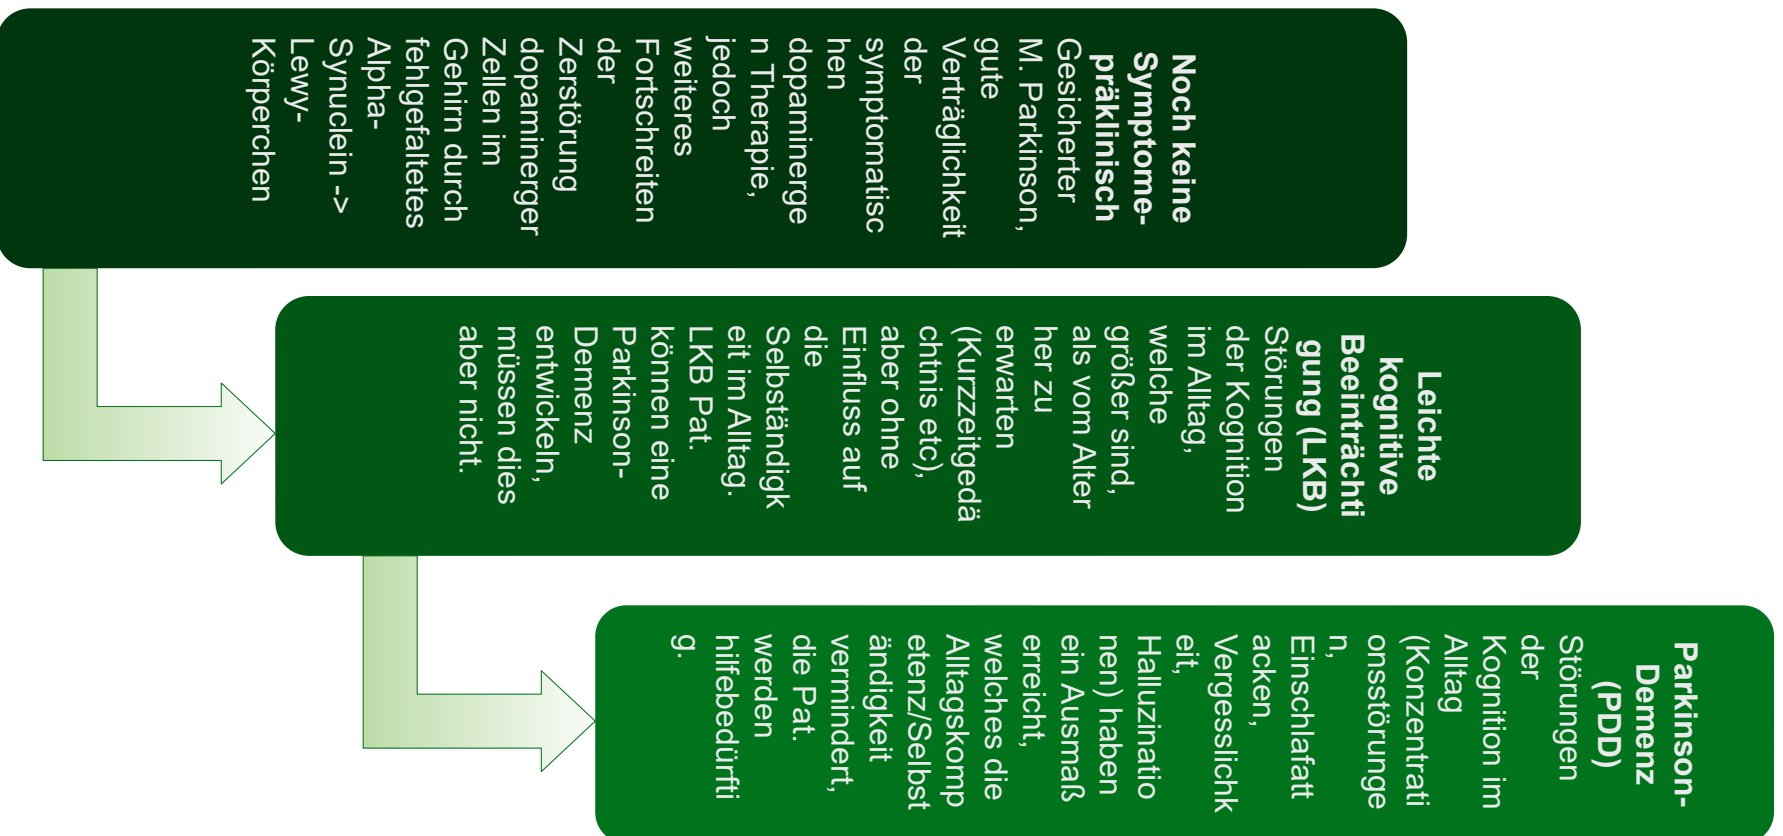 Noch keine
Symptome-
präklinisch
Gesicherter
M. Parkinson,
gute
Verträglichkeit
der
symptomatisc
hen
dopaminerge
n Therapie,
jedoch
weiteres
Fortschreiten
der
Zerstörung
dopaminerger
Zellen im
Gehirn durch
fehlgefaltetes
Alpha-
Synuclein ->
Lewy-
Körperchen
Leichte
kognitive
Beeinträchti
gung (LKB)
Störungen
der Kognition
im Alltag,
welche
größer sind,
als vom Alter
her zu
erwarten
(Kurzzeitgedä
chtnis etc),
aber ohne
Einfluss auf
die
Selbständigk
eit im Alltag.
LKB Pat.
können eine
Parkinson-
Demenz
entwickeln,
müssen dies
aber nicht.
Parkinson-
Demenz
(PDD)
Störungen
der
Kognition im
Alltag
(Konzentrati
onsstörunge
n,
Einschlafatt
acken,
Vergesslichk
eit,
Halluzinatio
nen) haben
ein Ausmaß
erreicht,
welches die
Alltagskomp
etenz/Selbst
ändigkeit
vermindert,
die Pat.
werden
hilfebedürfti
g.